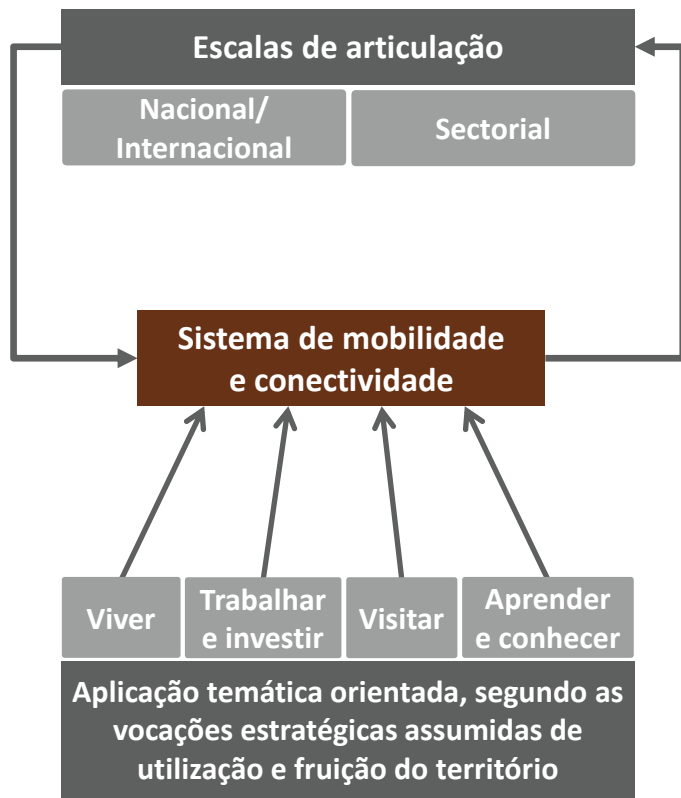 Escalas de articulação
Nacional/
Internacional
Sectorial
Sistema de mobilidade
e conectividade
Viver
Trabalhar
e investir
Visitar
Aprender
e conhecer
Aplicação temática orientada, segundo as
vocações estratégicas assumidas de
utilização e fruição do território